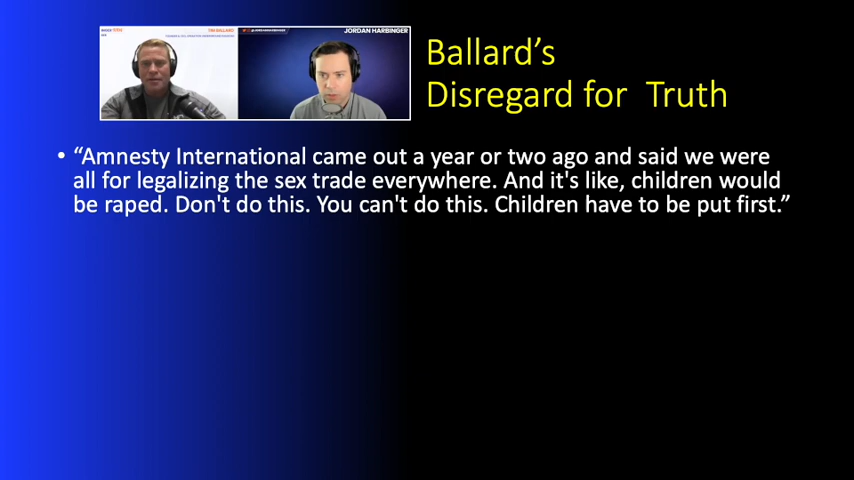 TIM BALLARD
JORDAN HARBINGER
Ballard's
Disregard for  Truth
• “Amnesty International came out a year or two ago and said we were
all for legalizing the sex trade everywhere. And it's like, children would
be raped. Don't do this. You can't do this. Children have to be put first.”